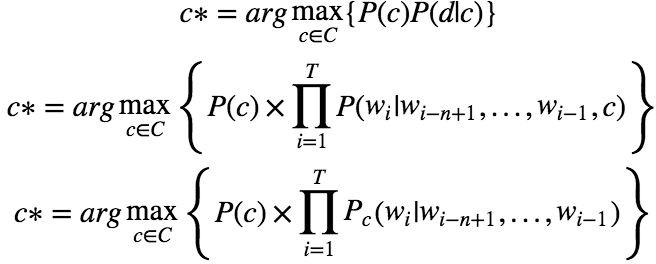 c* = arg max_{c∈C} {P(c)P(d|c)}
c* = arg max_{c∈C} { P(c) × ∏_{i=1}^{T} P(w_i|w_{i−n+1}, . . . , w_{i−1}, c) }
c* = arg max_{c∈C} { P(c) × ∏_{i=1}^{T} P_c(w_i|w_{i−n+1}, . . . , w_{i−1}) }